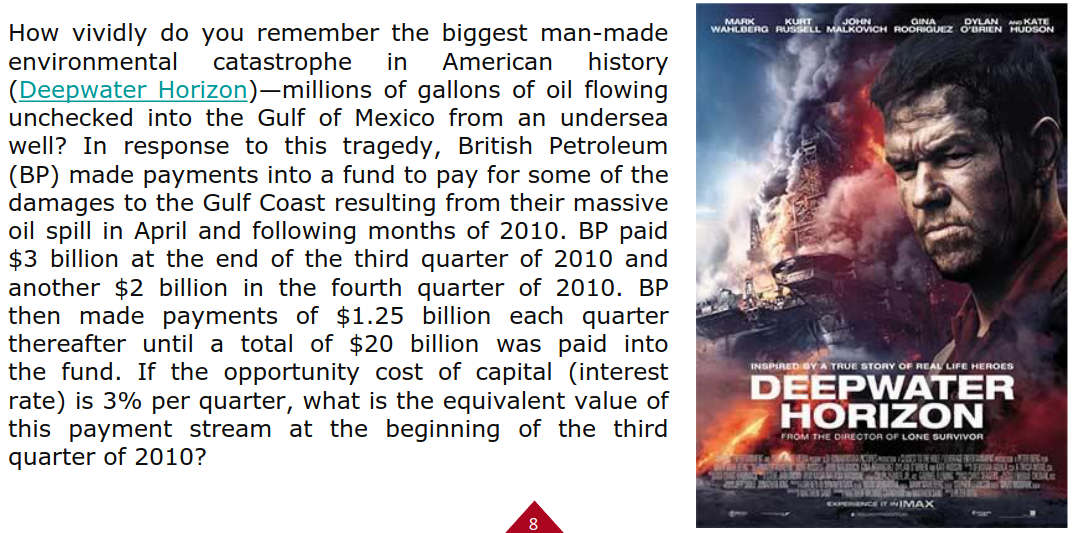 How vividly do you remember the biggest man-made
environmental catastrophe in American history
(Deepwater Horizon)—millions of gallons of oil flowing
unchecked into the Gulf of Mexico from an undersea
well? In response to this tragedy, British Petroleum
(BP) made payments into a fund to pay for some of the
damages to the Gulf Coast resulting from their massive
oil spill in April and following months of 2010. BP paid
$3 billion at the end of the third quarter of 2010 and
another $2 billion in the fourth quarter of 2010. BP
then made payments of $1.25 billion each quarter
thereafter until a total of $20 billion was paid into
the fund. If the opportunity cost of capital (interest
rate) is 3% per quarter, what is the equivalent value of
this payment stream at the beginning of the third
quarter of 2010?
8
MARK WAHLBERG KURT RUSSELL JOHN MALKOVICH GINA RODRIGUEZ DYLAN O'BRIEN AND KATE HUDSON
INSPIRED BY A TRUE STORY OF REAL LIFE HEROES
DEEPWATER
HORIZON
FROM THE DIRECTOR OF LONE SURVIVOR
EXPERIENCE IT IN IMAX